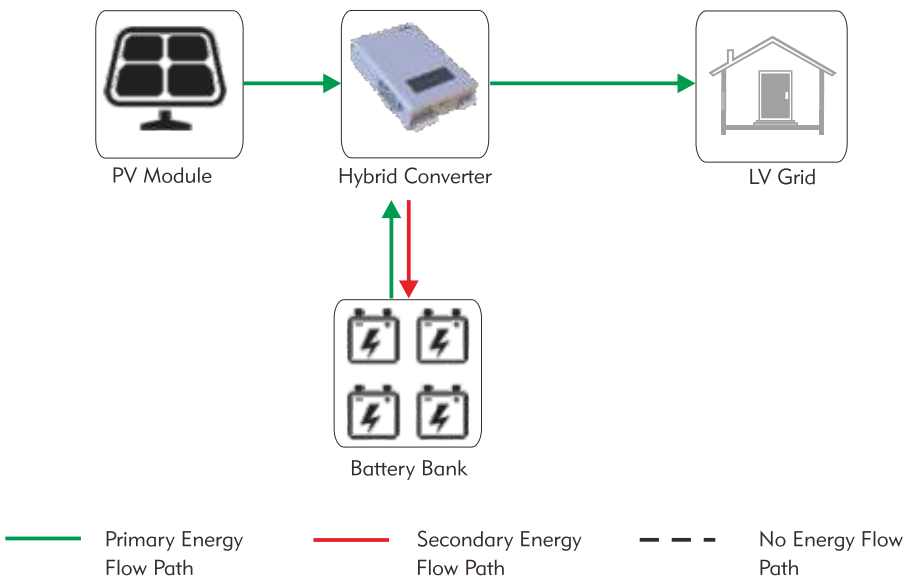 PV Module
Hybrid Converter
LV Grid
Battery Bank
Primary Energy
Flow Path
Secondary Energy
Flow Path
No Energy Flow
Path